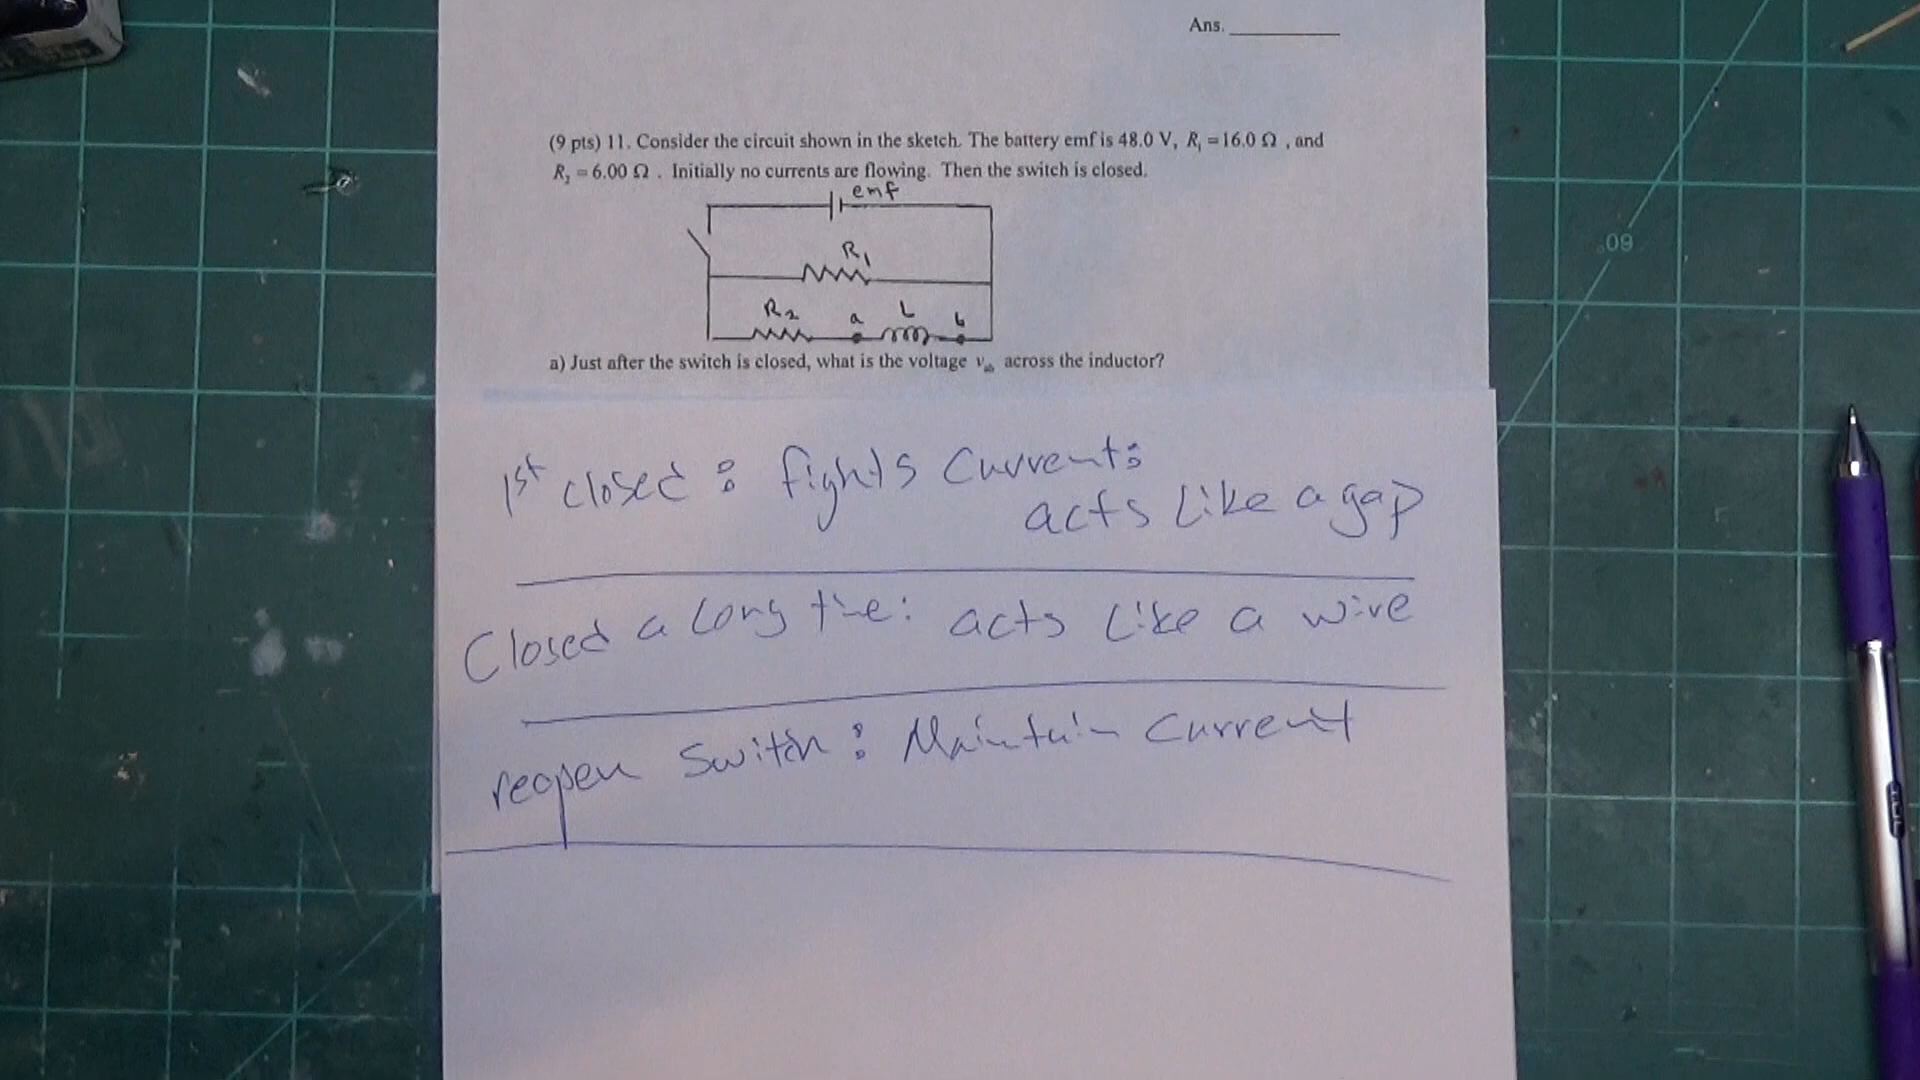 Ans. ________
(9 pts) 11. Consider the circuit shown in the sketch. The battery emf is 48.0 V, R₁ = 16.0 Ω , and
R₂ = 6.00 Ω . Initially no currents are flowing. Then the switch is closed.
emf
R₁
R₂ a L b
a) Just after the switch is closed, what is the voltage v_ab across the inductor?
1st closed : fights current:
acts like a gap
Closed a long time: acts like a wire
reopen switch : Maintain current
60